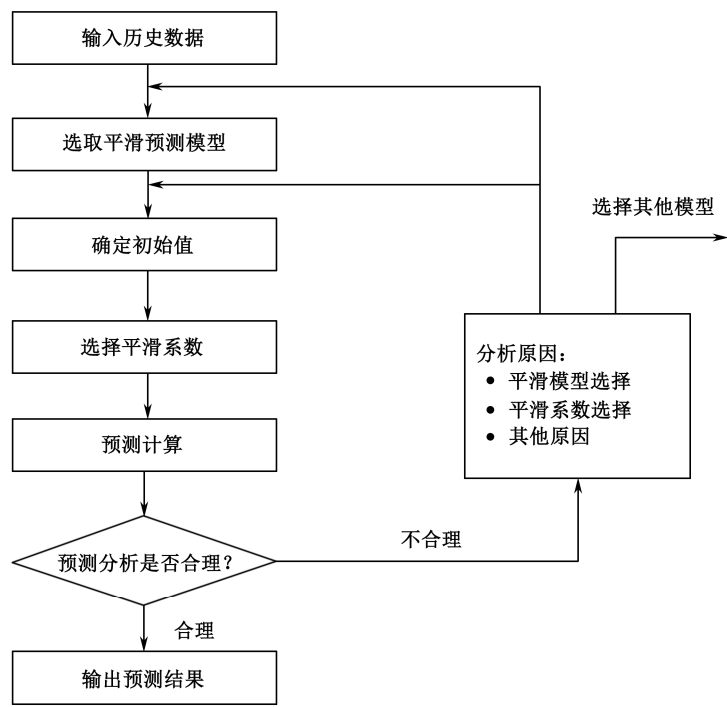 输入历史数据
选取平滑预测模型
选择其他模型
确定初始值
选择平滑系数
分析原因：
• 平滑模型选择
• 平滑系数选择
• 其他原因
预测计算
不合理
预测分析是否合理？
合理
输出预测结果